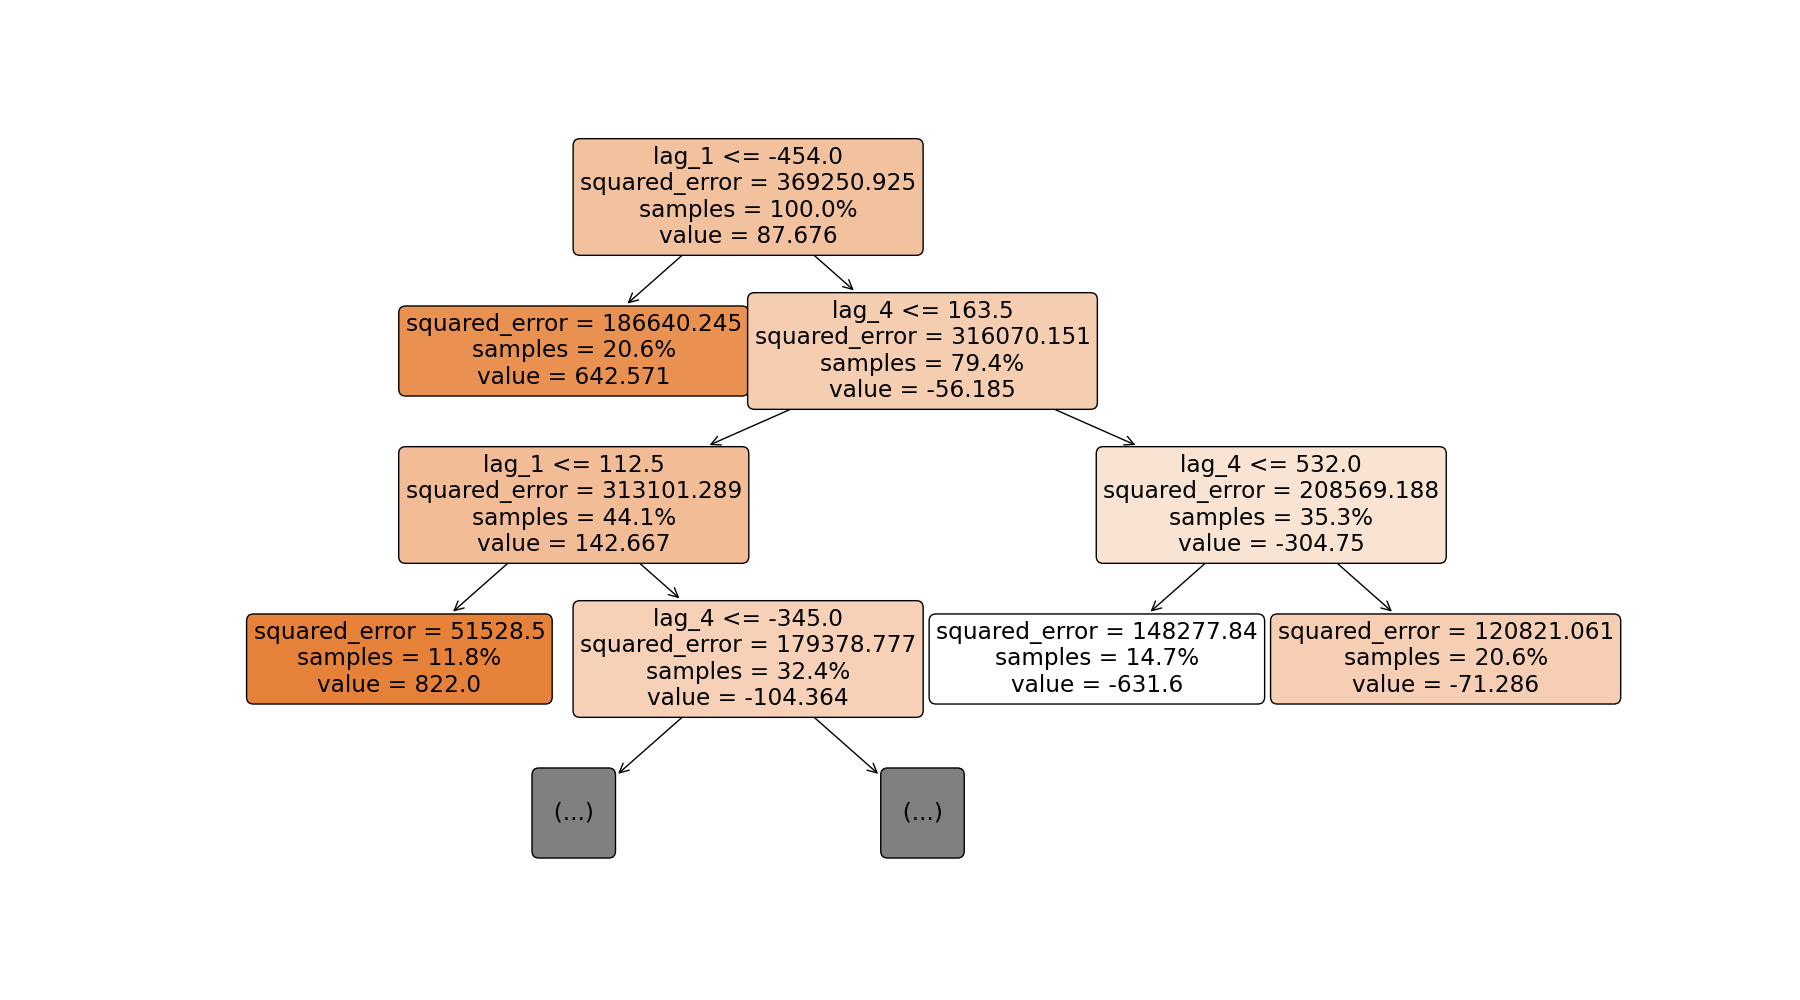 lag_1 <= -454.0
squared_error = 369250.925
samples = 100.0%
value = 87.676
squared_error = 186640.245
samples = 20.6%
value = 642.571
lag_4 <= 163.5
squared_error = 316070.151
samples = 79.4%
value = -56.185
lag_1 <= 112.5
squared_error = 313101.289
samples = 44.1%
value = 142.667
lag_4 <= 532.0
squared_error = 208569.188
samples = 35.3%
value = -304.75
squared_error = 51528.5
samples = 11.8%
value = 822.0
lag_4 <= -345.0
squared_error = 179378.777
samples = 32.4%
value = -104.364
squared_error = 148277.84
samples = 14.7%
value = -631.6
squared_error = 120821.061
samples = 20.6%
value = -71.286
(...)
(...)